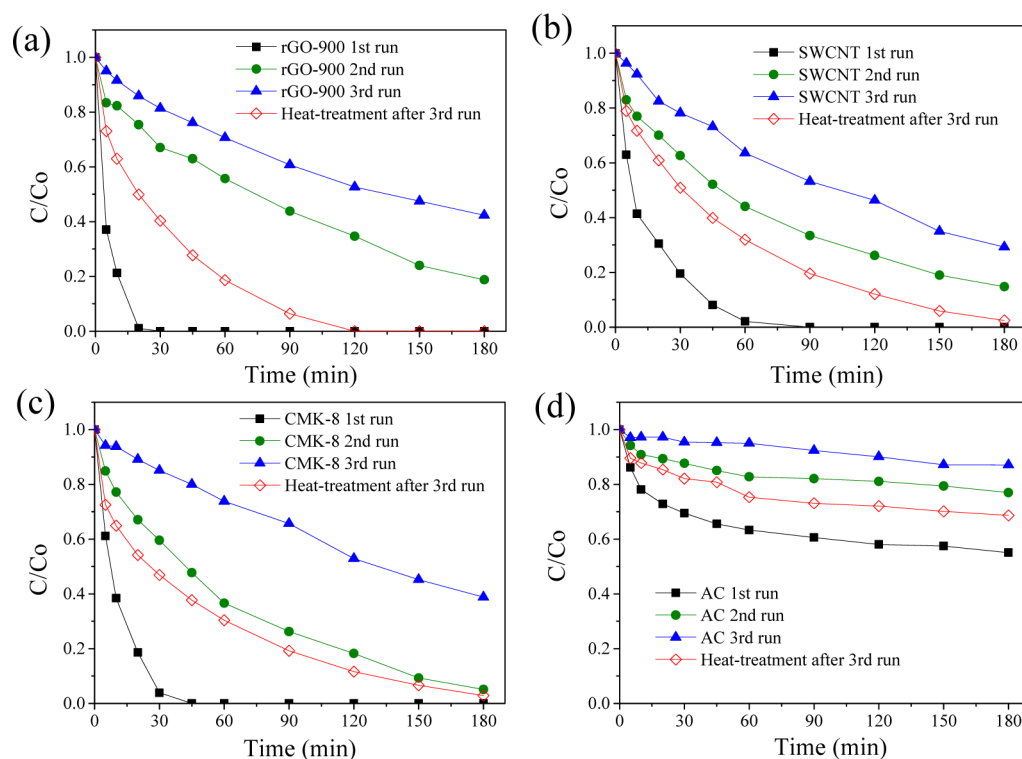 (a)
rGO-900 1st run
rGO-900 2nd run
rGO-900 3rd run
Heat-treatment after 3rd run
C/Co
1.0
0.8
0.6
0.4
0.2
0.0
0 30 60 90 120 150 180
Time (min)
(b)
SWCNT 1st run
SWCNT 2nd run
SWCNT 3rd run
Heat-treatment after 3rd run
C/Co
1.0
0.8
0.6
0.4
0.2
0.0
0 30 60 90 120 150 180
Time (min)
(c)
CMK-8 1st run
CMK-8 2nd run
CMK-8 3rd run
Heat-treatment after 3rd run
C/Co
1.0
0.8
0.6
0.4
0.2
0.0
0 30 60 90 120 150 180
Time (min)
(d)
AC 1st run
AC 2nd run
AC 3rd run
Heat-treatment after 3rd run
C/Co
1.0
0.8
0.6
0.4
0.2
0.0
0 30 60 90 120 150 180
Time (min)